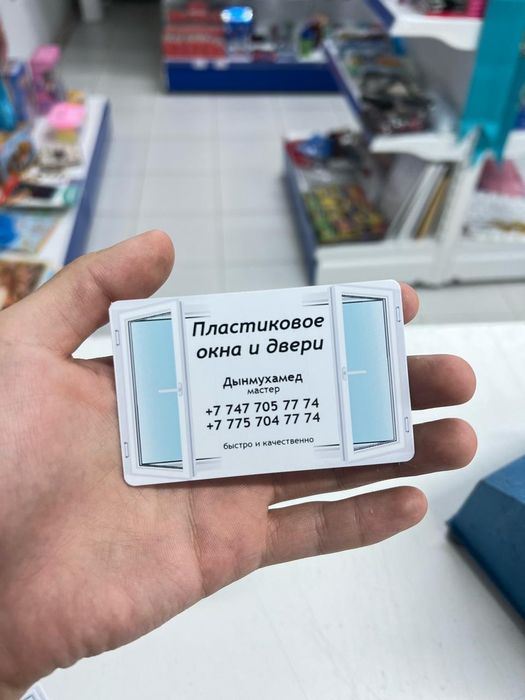 Пластиковое
окна и двери
Дынмухамед
мастер
+7 747 705 77 74
+7 775 704 77 74
быстро и качественно